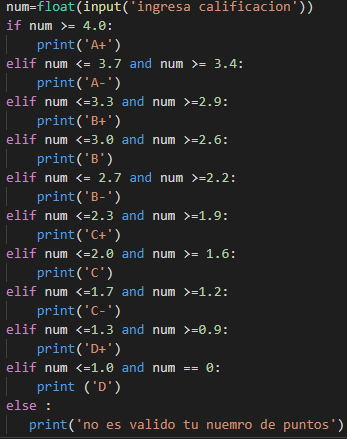 num=float(input('ingresa calificacion'))
if num >= 4.0:
    print('A+')
elif num <= 3.7 and num >= 3.4:
    print('A-')
elif num <=3.3 and num >=2.9:
    print('B+')
elif num <=3.0 and num >=2.6:
    print('B')
elif num <= 2.7 and num >=2.2:
    print('B-')
elif num <=2.3 and num >=1.9:
    print('C+')
elif num <=2.0 and num >= 1.6:
    print('C')
elif num <=1.7 and num >=1.2:
    print('C-')
elif num <=1.3 and num >=0.9:
    print('D+')
elif num <=1.0 and num == 0:
    print ('D')
else :
   print('no es valido tu nuemro de puntos')